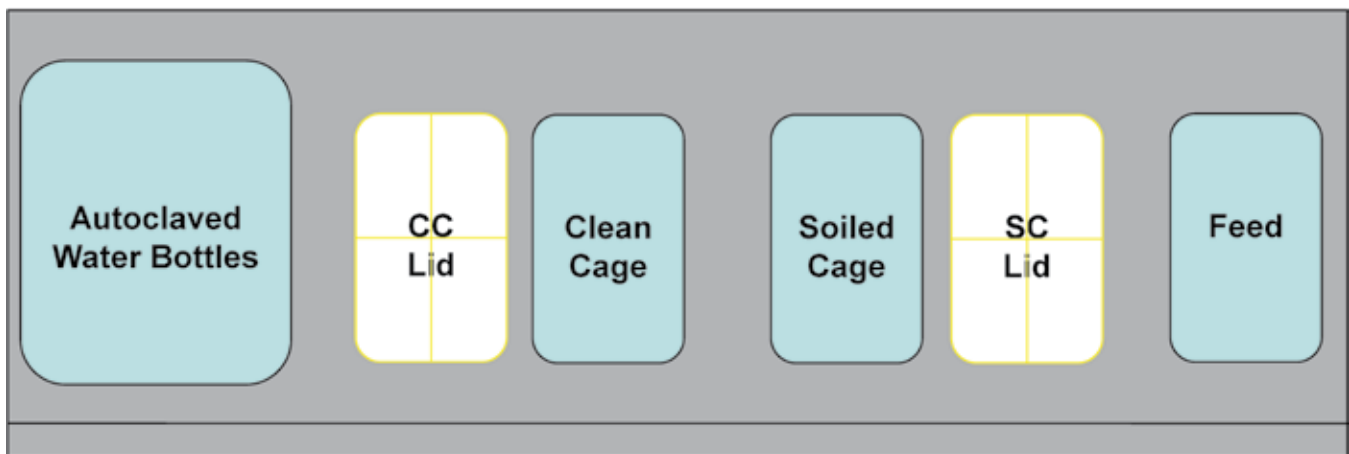 Autoclaved
Water Bottles
CC
Lid
Clean
Cage
Soiled
Cage
SC
Lid
Feed